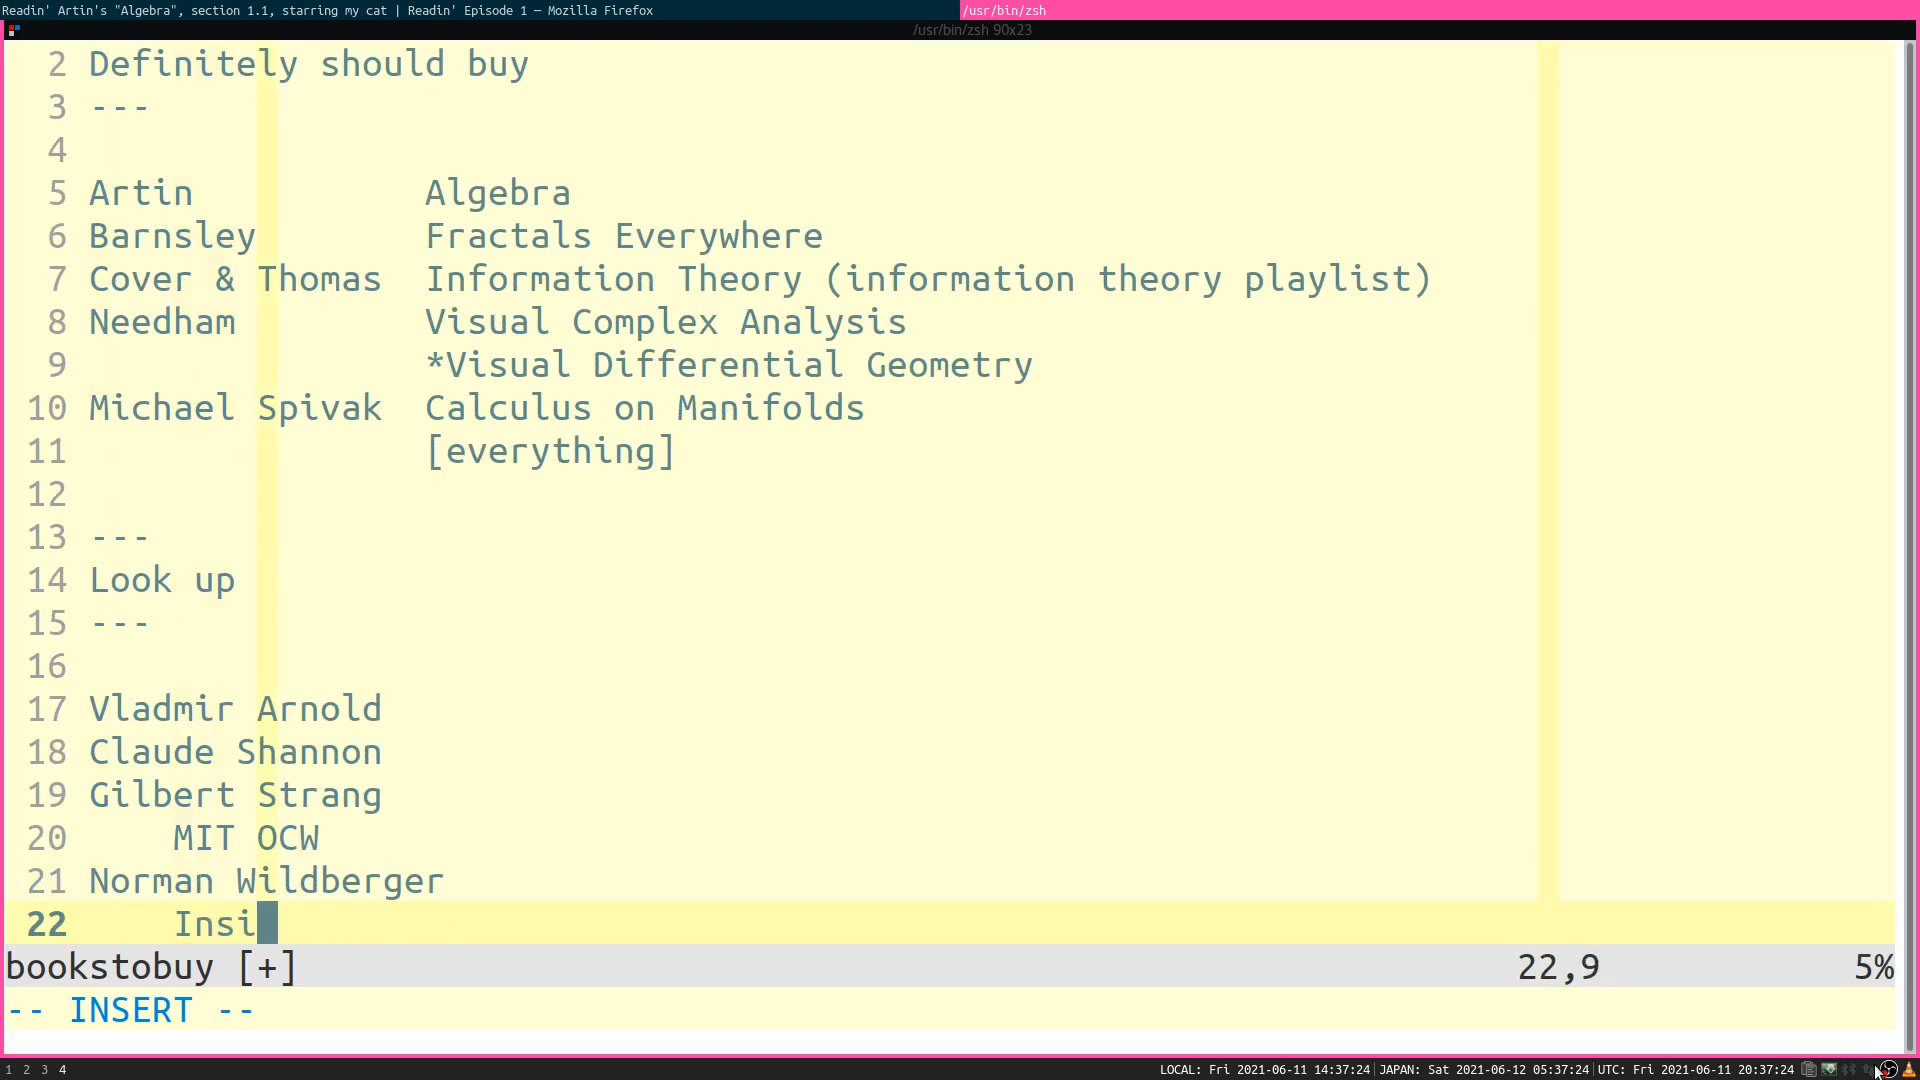 Readin' Artin's "Algebra", section 1.1, starring my cat | Readin' Episode 1 — Mozilla Firefox
/usr/bin/zsh
/usr/bin/zsh 90x23
2 Definitely should buy
3 ---
4
5 Artin Algebra
6 Barnsley Fractals Everywhere
7 Cover & Thomas Information Theory (information theory playlist)
8 Needham Visual Complex Analysis
9 *Visual Differential Geometry
10 Michael Spivak Calculus on Manifolds
11 [everything]
12
13 ---
14 Look up
15 ---
16
17 Vladmir Arnold
18 Claude Shannon
19 Gilbert Strang
20 MIT OCW
21 Norman Wildberger
22 Insi
bookstobuy [+] 22,9 5%
-- INSERT --
1 2 3 4 LOCAL: Fri 2021-06-11 14:37:24 JAPAN: Sat 2021-06-12 05:37:24 UTC: Fri 2021-06-11 20:37:24